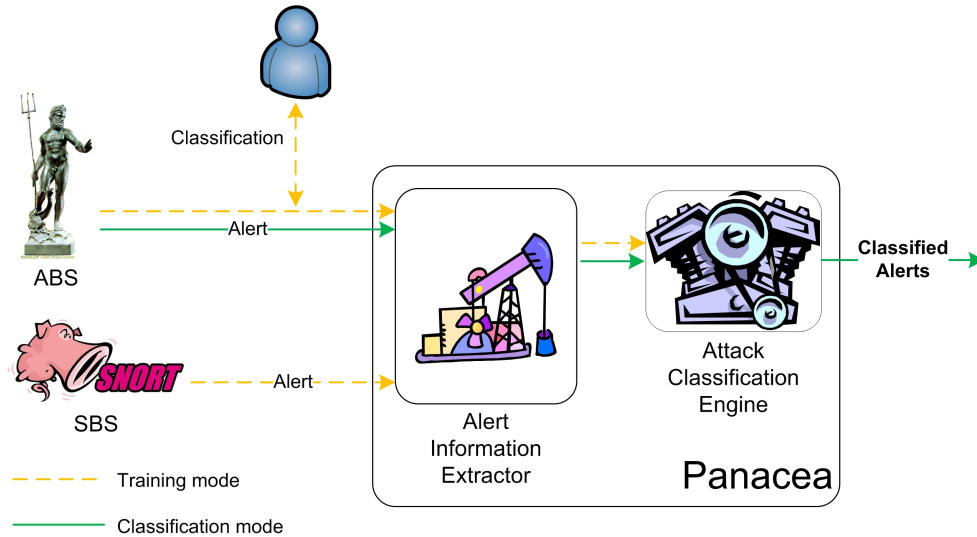 Classification
Alert
ABS
Classified
Alerts
SNORT
Alert
SBS
Attack
Classification
Engine
Alert
Information
Extractor
Panacea
Training mode
Classification mode